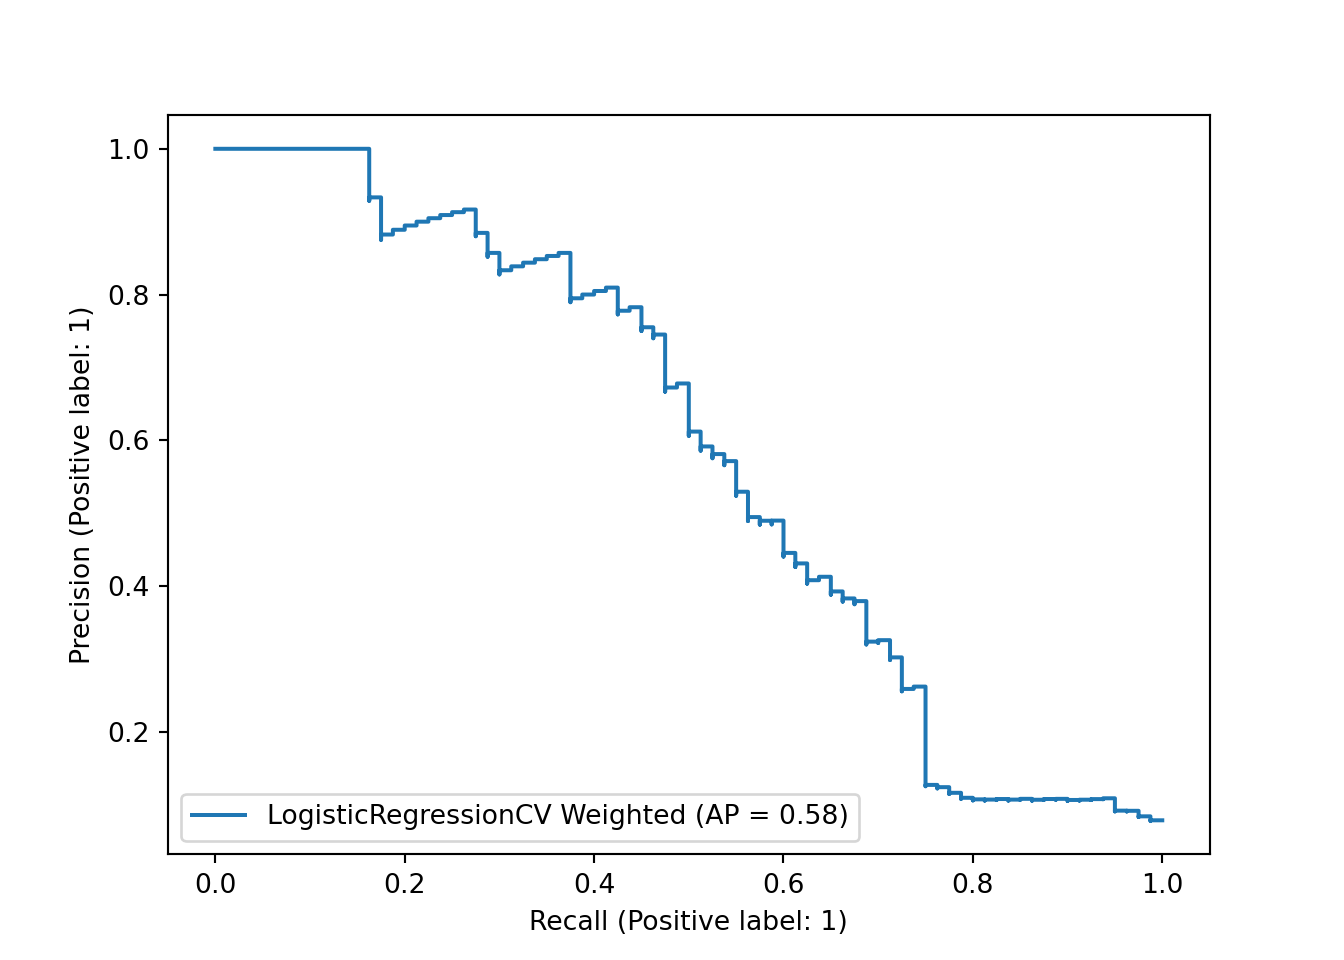 1.0
0.8
0.6
0.4
0.2
Precision (Positive label: 1)
LogisticRegressionCV Weighted (AP = 0.58)
0.0 0.2 0.4 0.6 0.8 1.0
Recall (Positive label: 1)